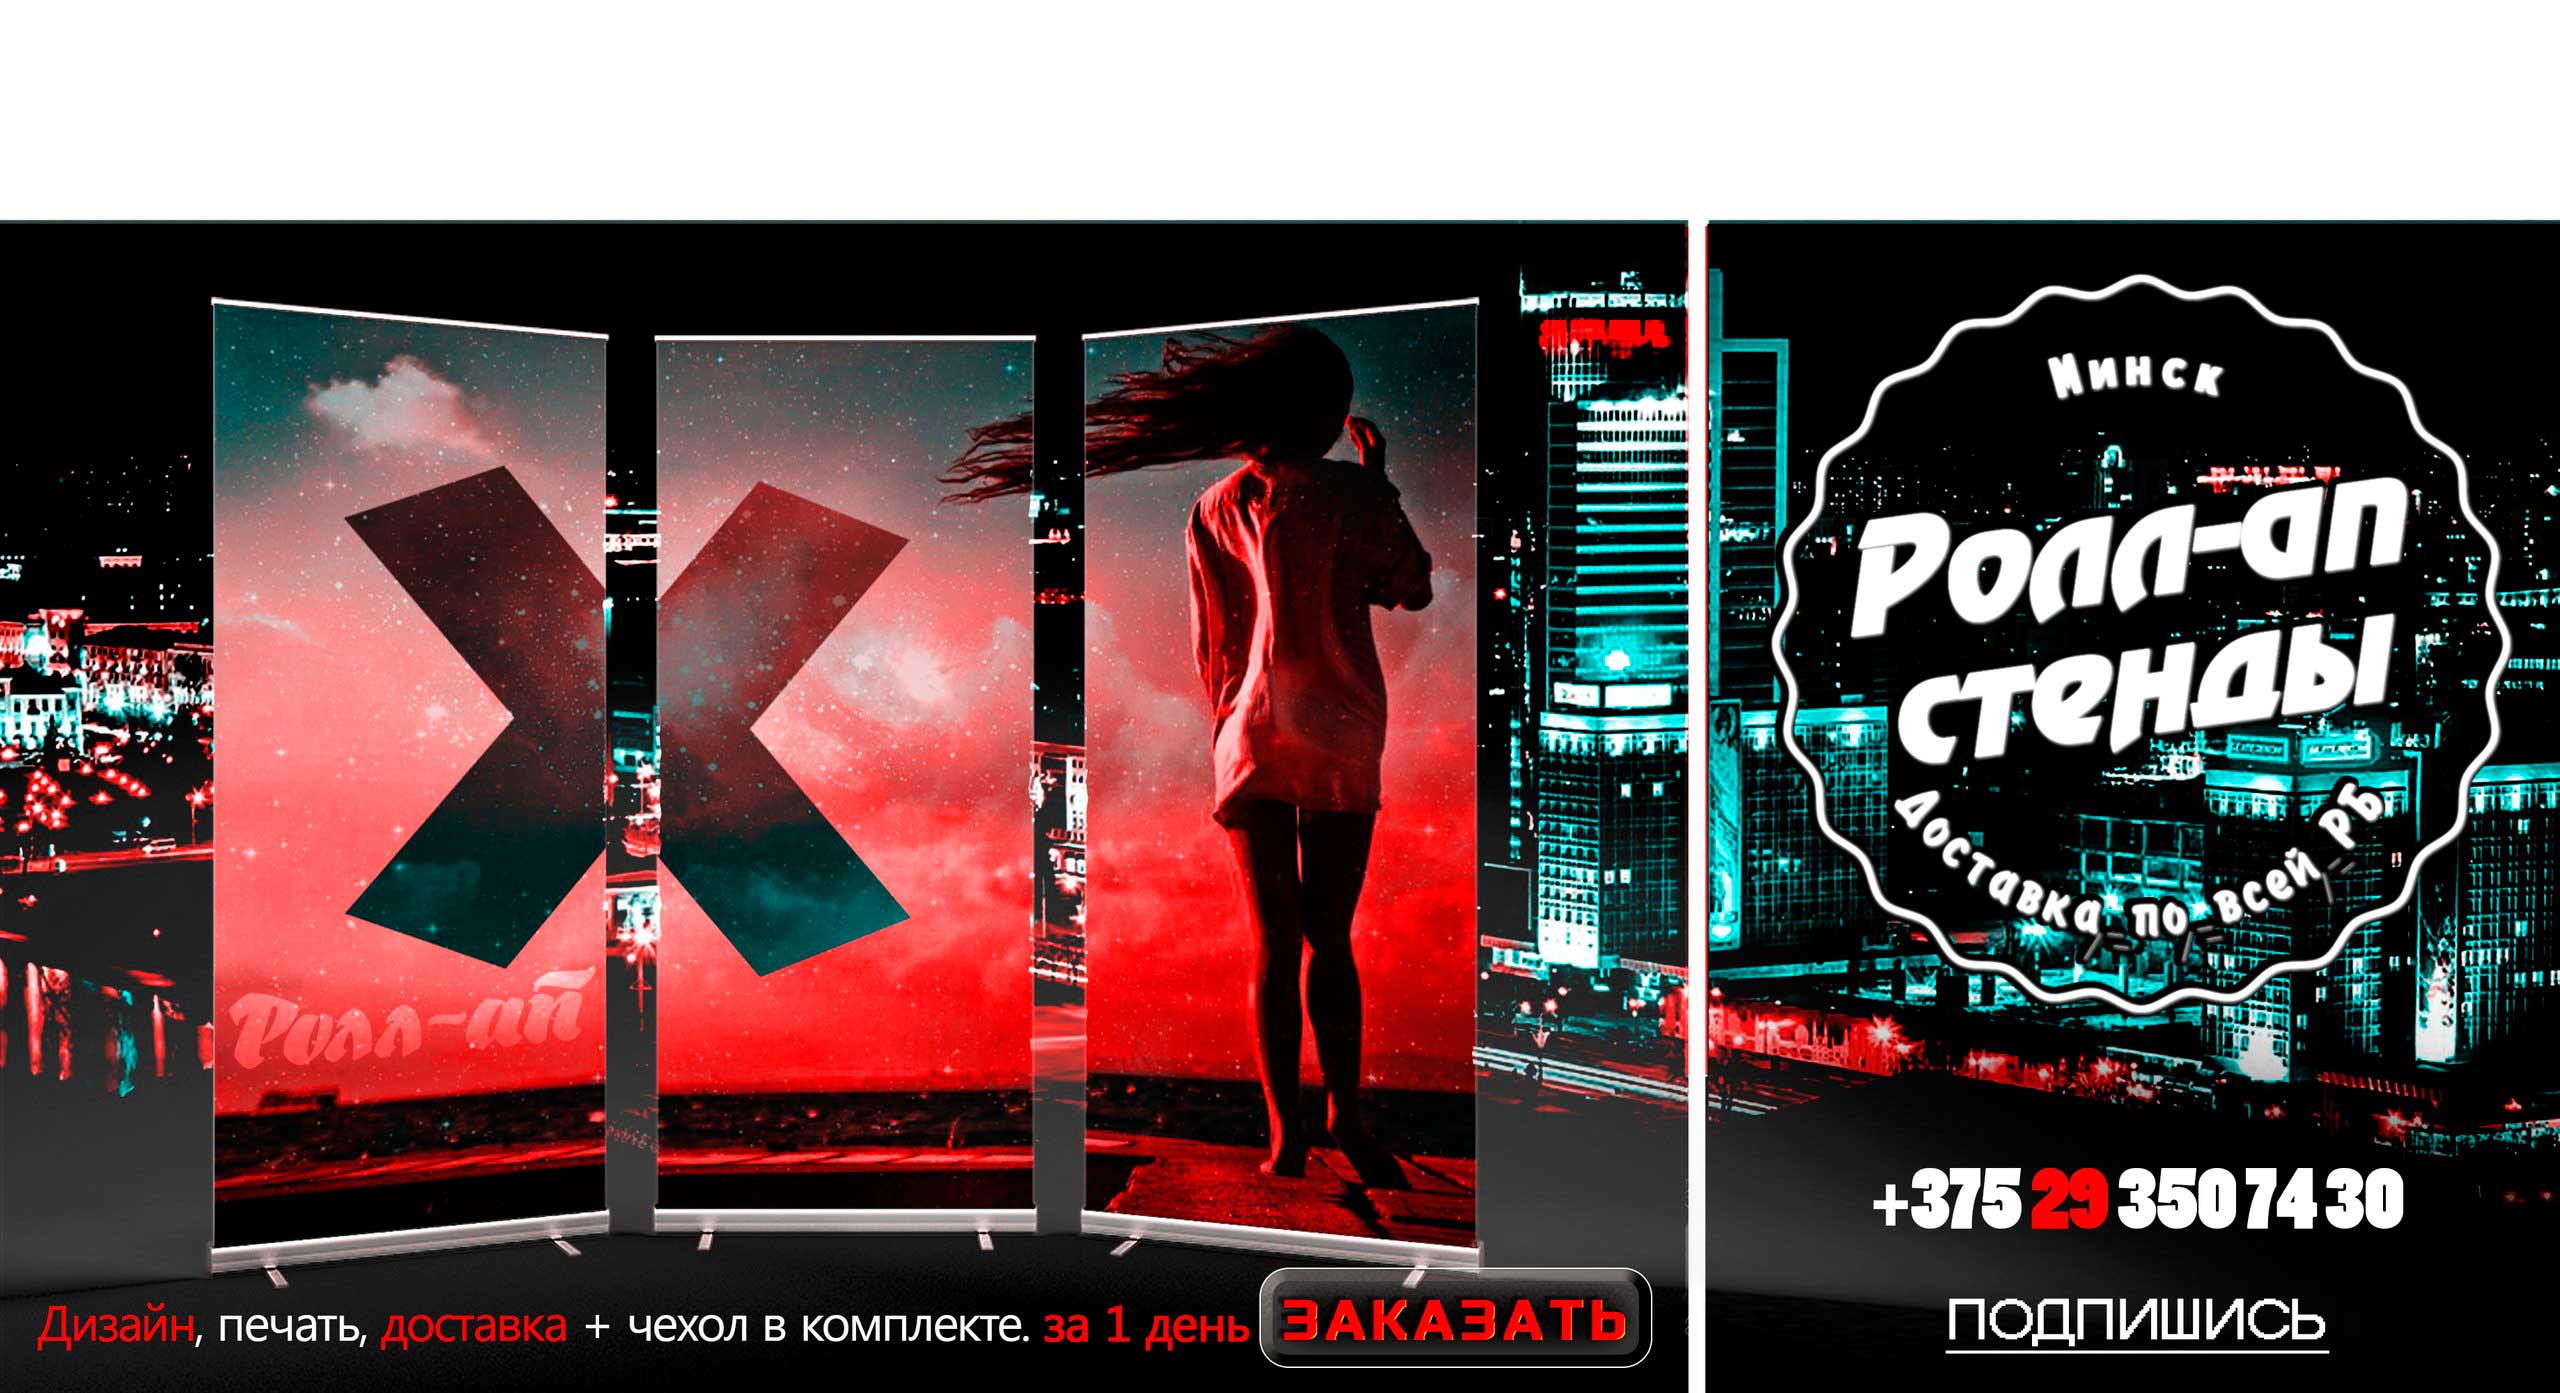 Ролл-ап
Дизайн, печать, доставка + чехол в комплекте. за 1 день
ЗАКАЗАТЬ
Минск
Ролл-ап
стенды
Доставка по всей РБ
+375 29 350 74 30
ПОДПИШИСЬ